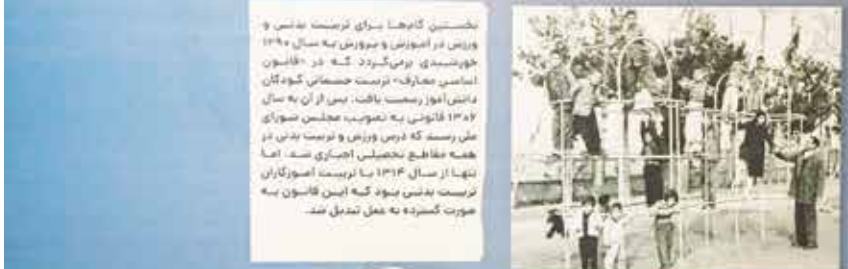 نخستین گام‌ها برای تربیت بدنی و
ورزش در آموزش و پرورش به سال ۱۲۹۰
خورشیدی برمی‌گردد که در «قانون
اساسی معارف» تربیت جسمانی کودکان
دانش‌آموز رسمیت یافت. پس از آن به سال
۱۳۰۶ قانونی به تصویب مجلس شورای
ملی رسید که درس ورزش و تربیت بدنی در
همه مقاطع تحصیلی اجباری شد. اما
تنها از سال ۱۳۱۴ با تربیت آموزگاران
تربیت بدنی بود که این قانون به
صورت گسترده به عمل تبدیل شد.